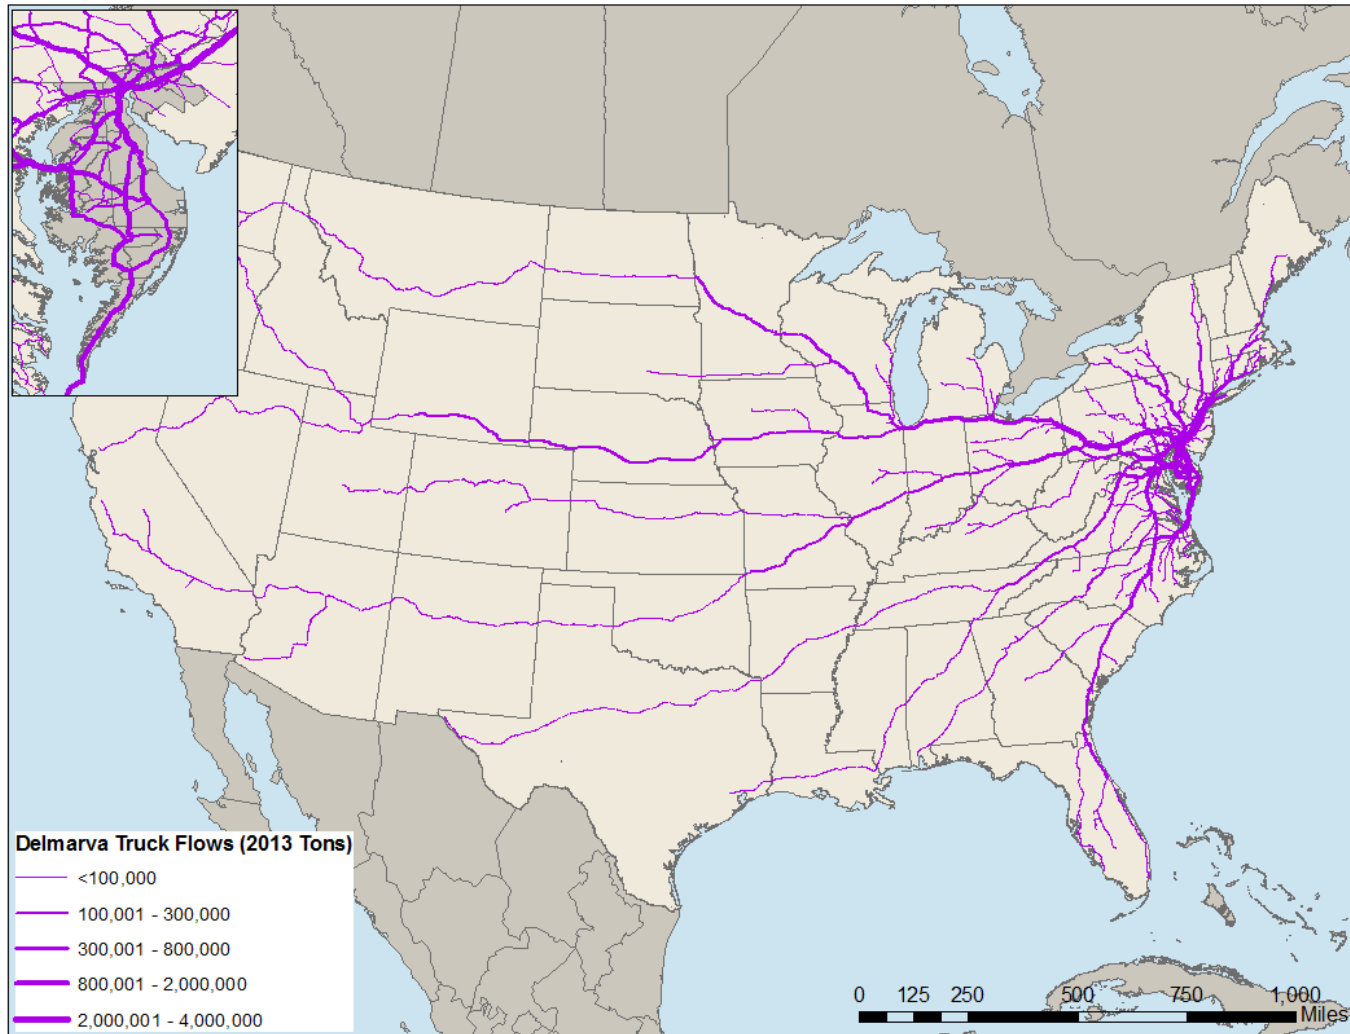 Delmarva Truck Flows (2013 Tons)
<100,000
100,001 - 300,000
300,001 - 800,000
800,001 - 2,000,000
2,000,001 - 4,000,000
0 125 250 500 750 1,000
Miles